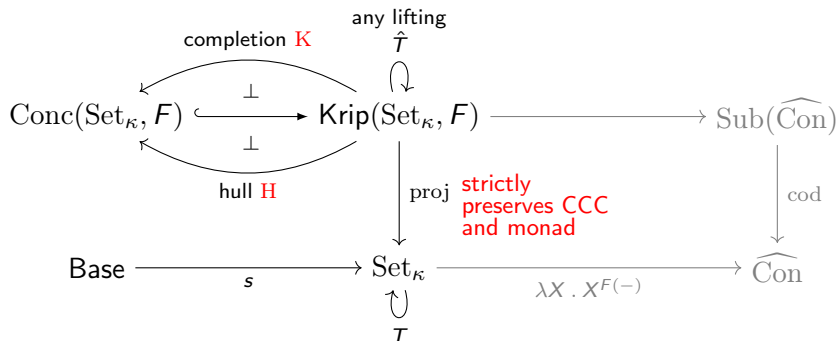 any lifting
T̂
completion K
⊥
Conc(Set_κ, F) Krip(Set_κ, F) Sub(Ĉon)
⊥
hull H
proj strictly
preserves CCC
and monad
cod
Base s Set_κ λX . X^{F(−)} Ĉon
T